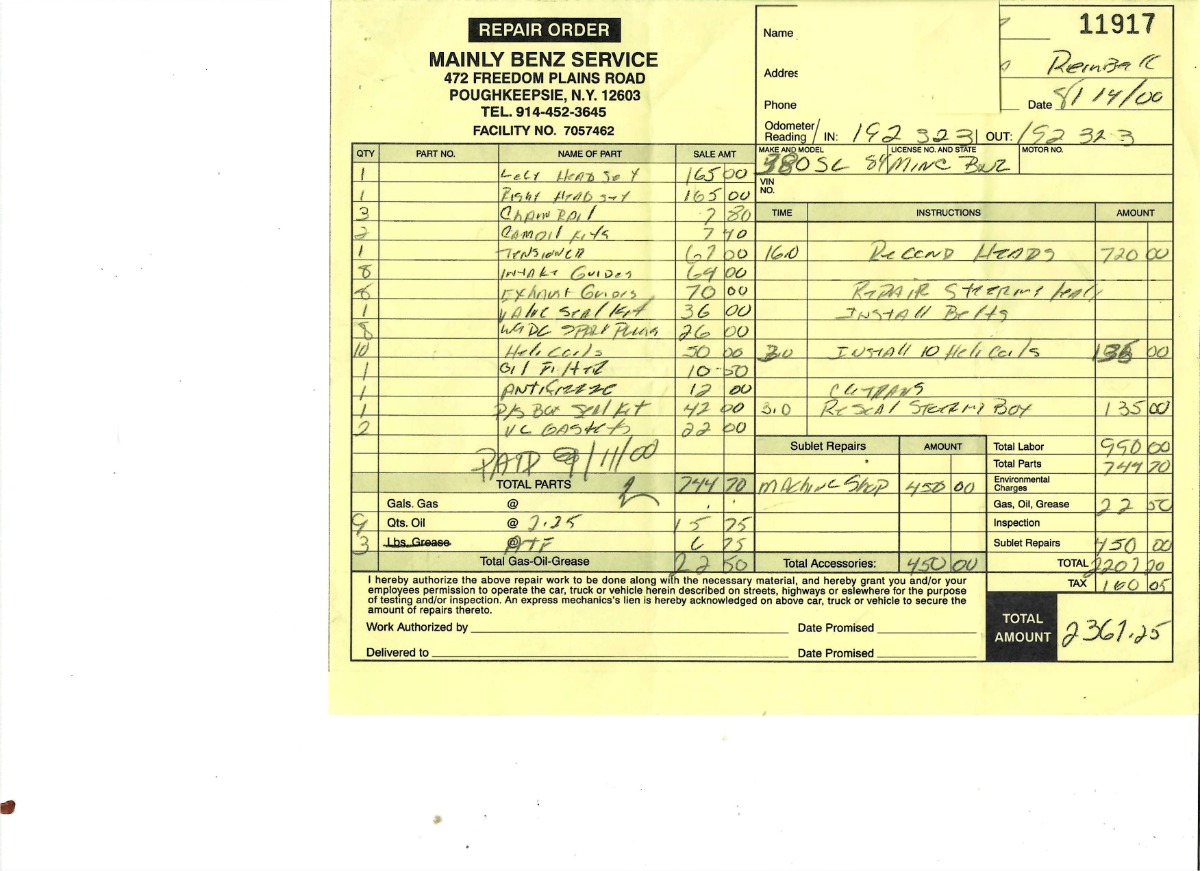 REPAIR ORDER
MAINLY BENZ SERVICE
472 FREEDOM PLAINS ROAD
POUGHKEEPSIE, N.Y. 12603
TEL. 914-452-3645
FACILITY NO. 7057462
11917
Name
Addres
Phone
Date 8/14/00
Odometer/ Reading IN: 192 323 OUT: 192 323
MAKE AND MODEL LICENSE NO. AND STATE MOTOR NO.
380SL 84
VIN NO.
QTY PART NO. NAME OF PART SALE AMT
1 Left Head Set 165 00
1 Right Head Set 165 00
3 Chain Rail 7 80
2 Camoil Kits 7 40
1 Tensioner 67 00
8 Intake Guides 64 00
8 Exhaust Guides 70 00
1 Valve Seal Kit 36 00
8 Spark Plugs 26 00
10 Heli Coils 50 00
1 Oil Filter 10-50
1 Antifreeze 12 00
1 P/S Box Seal Kit 42 00
2 VC Gaskets 22 00
PAID 9/11/00
TOTAL PARTS 744 70
Gals. Gas @
9 Qts. Oil @ 2.25 15 75
3 Lbs. Grease @ ATF 6 75
Total Gas-Oil-Grease 22 50
TIME INSTRUCTIONS AMOUNT
16.0 Recond Heads 720 00
Repair Steering
Install Belts
3.0 Install 10 Heli Coils 135 00
3.0 Reseal Steering Box 135 00
Sublet Repairs AMOUNT
Machine Shop 450 00
Total Accessories: 450 00
Total Labor 990 00
Total Parts 744 70
Environmental Charges
Gas, Oil, Grease 22 50
Inspection
Sublet Repairs 450 00
TOTAL 2207 20
TAX 160 05
TOTAL AMOUNT 2367.25
I hereby authorize the above repair work to be done along with the necessary material, and hereby grant you and/or your
employees permission to operate the car, truck or vehicle herein described on streets, highways or eslewhere for the purpose
of testing and/or inspection. An express mechanic's lien is hereby acknowledged on above car, truck or vehicle to secure the
amount of repairs thereto.
Work Authorized by Date Promised
Delivered to Date Promised